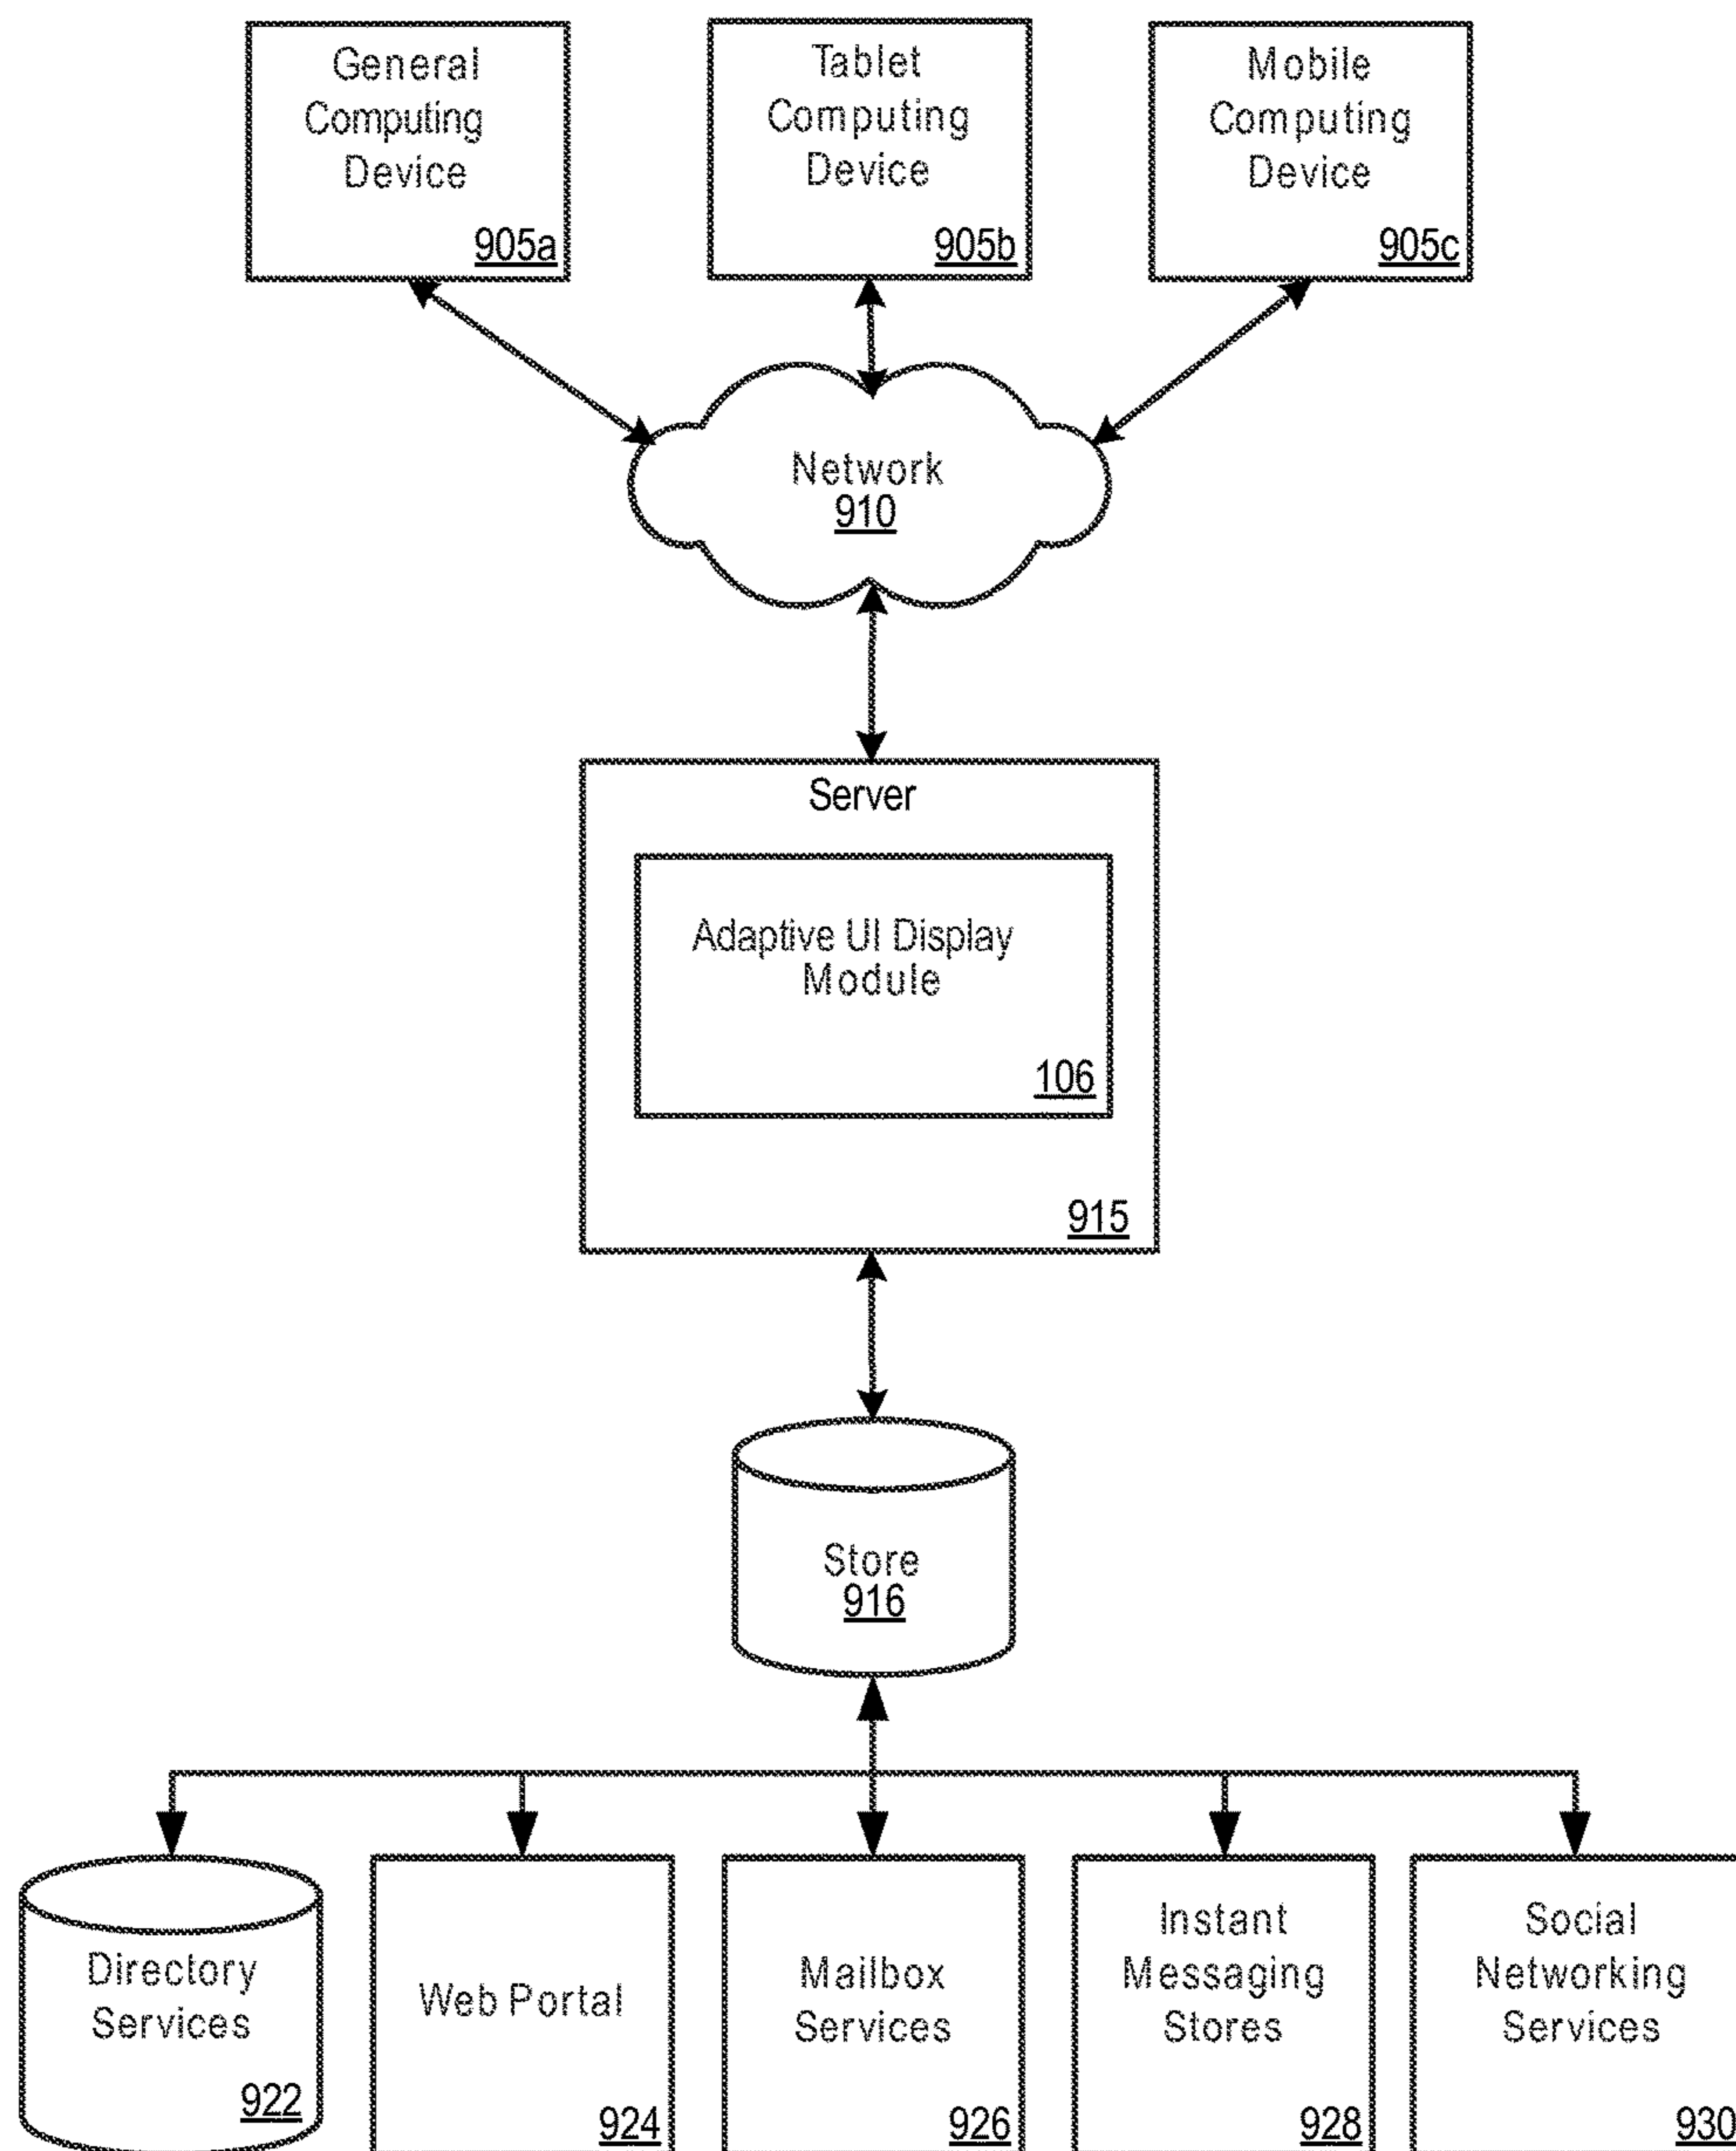 General
Computing
Device
905a
Tablet
Computing
Device
905b
Mobile
Computing
Device
905c
Network
910
Server
Adaptive UI Display
Module
106
915
Store
916
Directory
Services
922
Web Portal
924
Mailbox
Services
926
Instant
Messaging
Stores
928
Social
Networking
Services
930